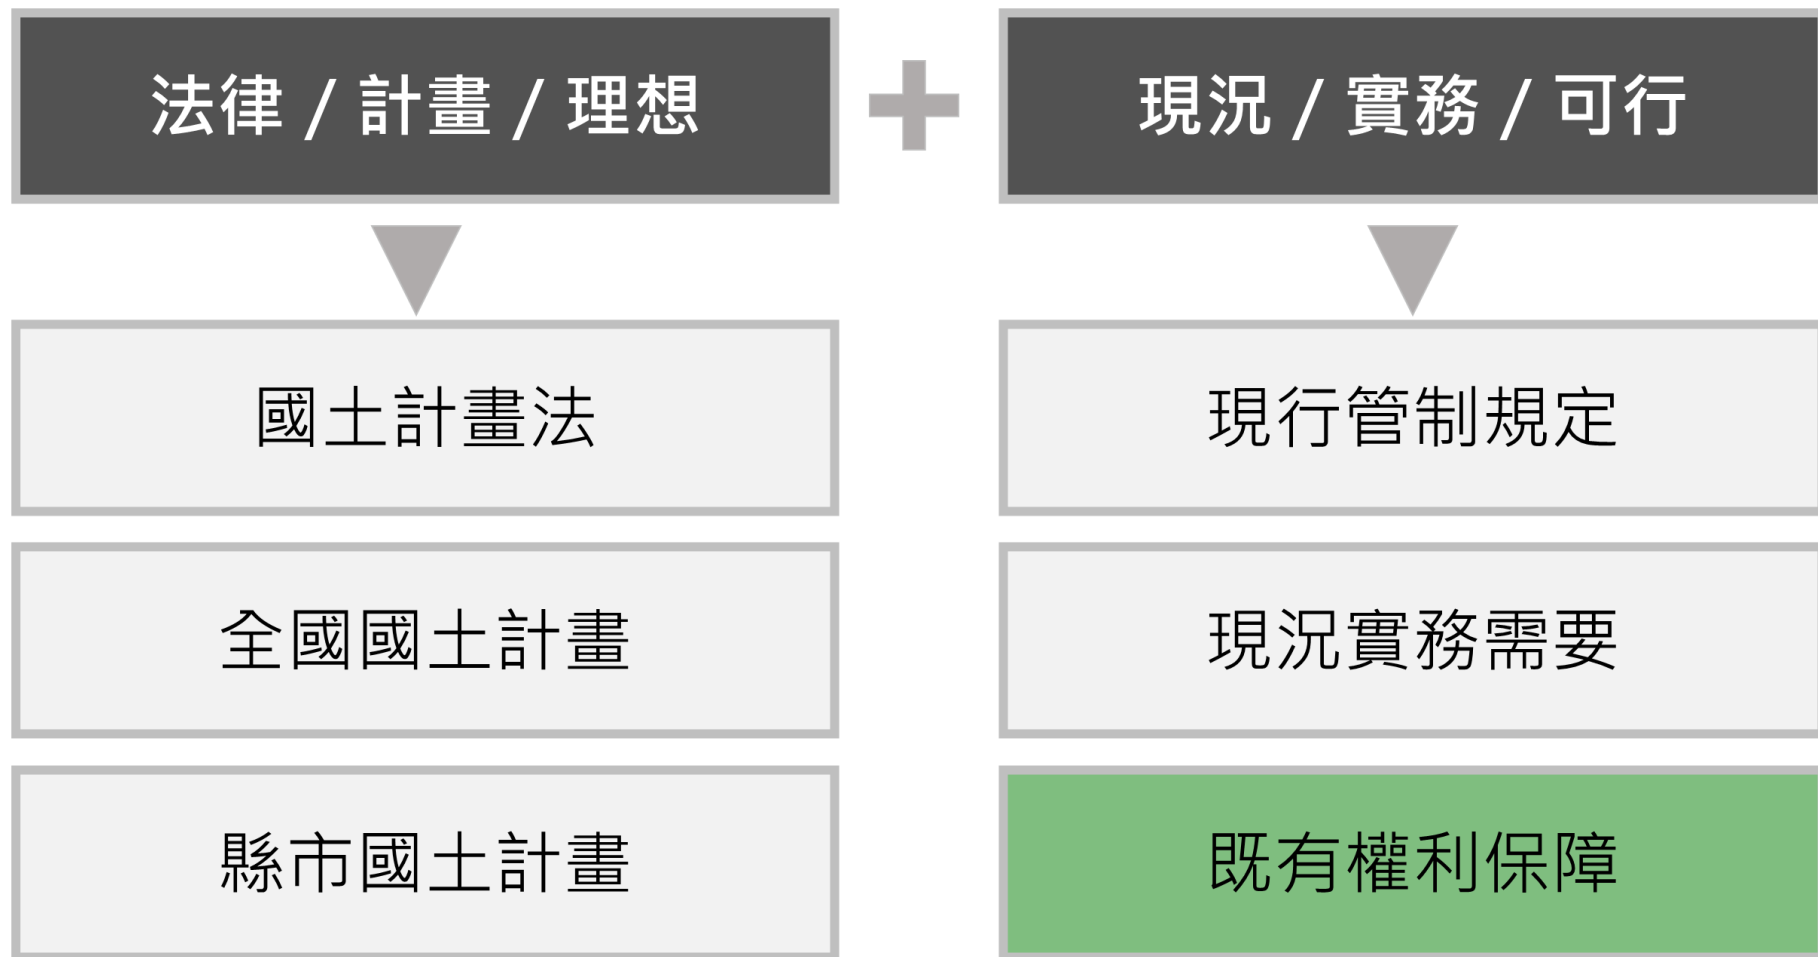 法律 / 計畫 / 理想
現況 / 實務 / 可行
國土計畫法
現行管制規定
全國國土計畫
現況實務需要
縣市國土計畫
既有權利保障